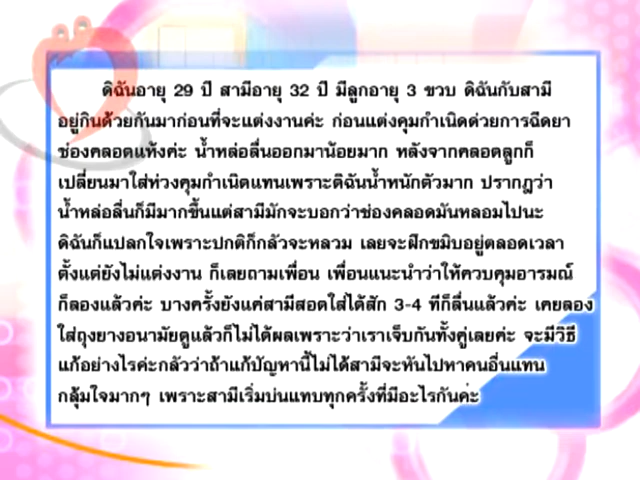 ดิฉันอายุ 29 ปี สามีอายุ 32 ปี มีลูกอายุ 3 ขวบ ดิฉันกับสามี
อยู่กินด้วยกันมาก่อนที่จะแต่งงานค่ะ ก่อนแต่งคุมกำเนิดด้วยการฉีดยา
ช่องคลอดแห้งค่ะ น้ำหล่อลื่นออกมาน้อยมาก หลังจากคลอดลูกก็
เปลี่ยนมาใส่ห่วงคุมกำเนิดแทนเพราะดิฉันน้ำหนักตัวมาก ปรากฎว่า
น้ำหล่อลื่นก็มีมากขึ้นแต่สามีมักจะบอกว่าช่องคลอดมันหลอมไปนะ
ดิฉันก็แปลกใจเพราะปกติก็กลัวจะหลวม เลยจะฝึกขมิบอยู่ตลอดเวลา
ตั้งแต่ยังไม่แต่งงาน ก็เลยถามเพื่อน เพื่อนแนะนำว่าให้ควบคุมอารมณ์
ก็ลองแล้วค่ะ บางครั้งยังแค่สามีสอดใส่ได้สัก 3-4 ทีก็ลื่นแล้วค่ะ เคยลอง
ใส่ถุงยางอนามัยดูแล้วก็ไม่ได้ผลเพราะว่าเราเจ็บกันทั้งคู่เลยค่ะ จะมีวิธี
แก้อย่างไรค่ะกลัวว่าถ้าแก้ปัญหานี้ไม่ได้สามีจะหันไปหาคนอื่นแทน
กลุ้มใจมากๆ เพราะสามีเริ่มบ่นแทบทุกครั้งที่มีอะไรกันค่ะ